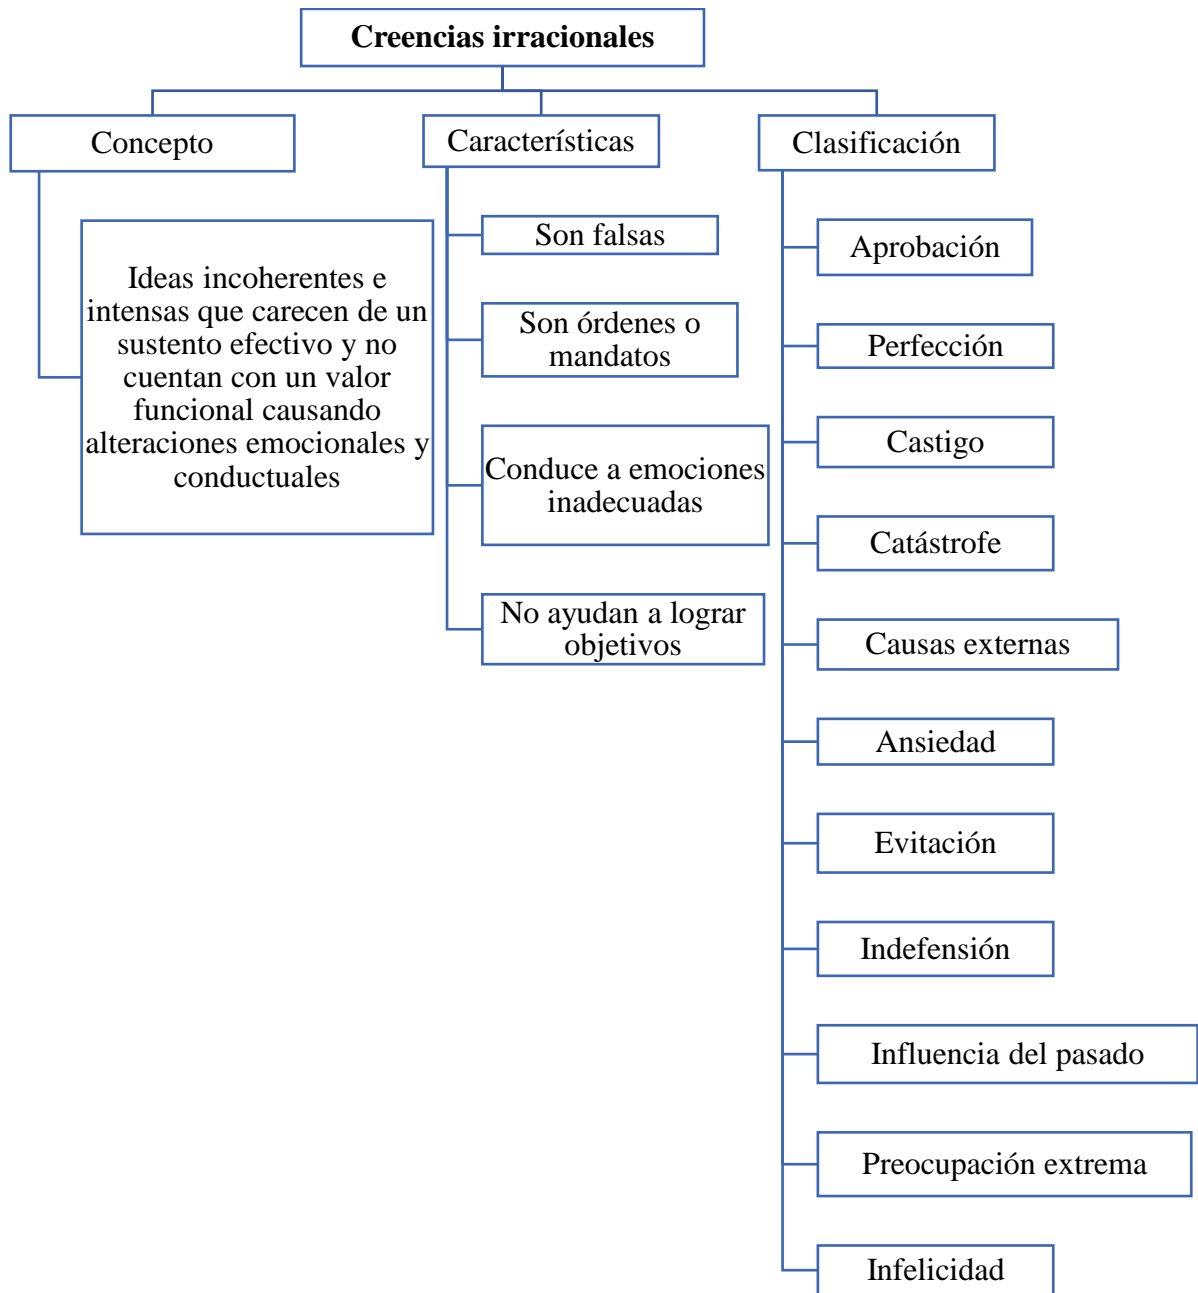 Creencias irracionales
Concepto
Ideas incoherentes e
intensas que carecen de un
sustento efectivo y no
cuentan con un valor
funcional causando
alteraciones emocionales y
conductuales
Característicias
Son falsas
Son órdenes o
mandatos
Conduce a emociones
inadecuadas
No ayudan a lograr
objetivos
Clasificación
Aprobación
Perfección
Castigo
Catástrofe
Causas externas
Ansiedad
Evitación
Indefensión
Influencia del pasado
Preocupación extrema
Infelicidad